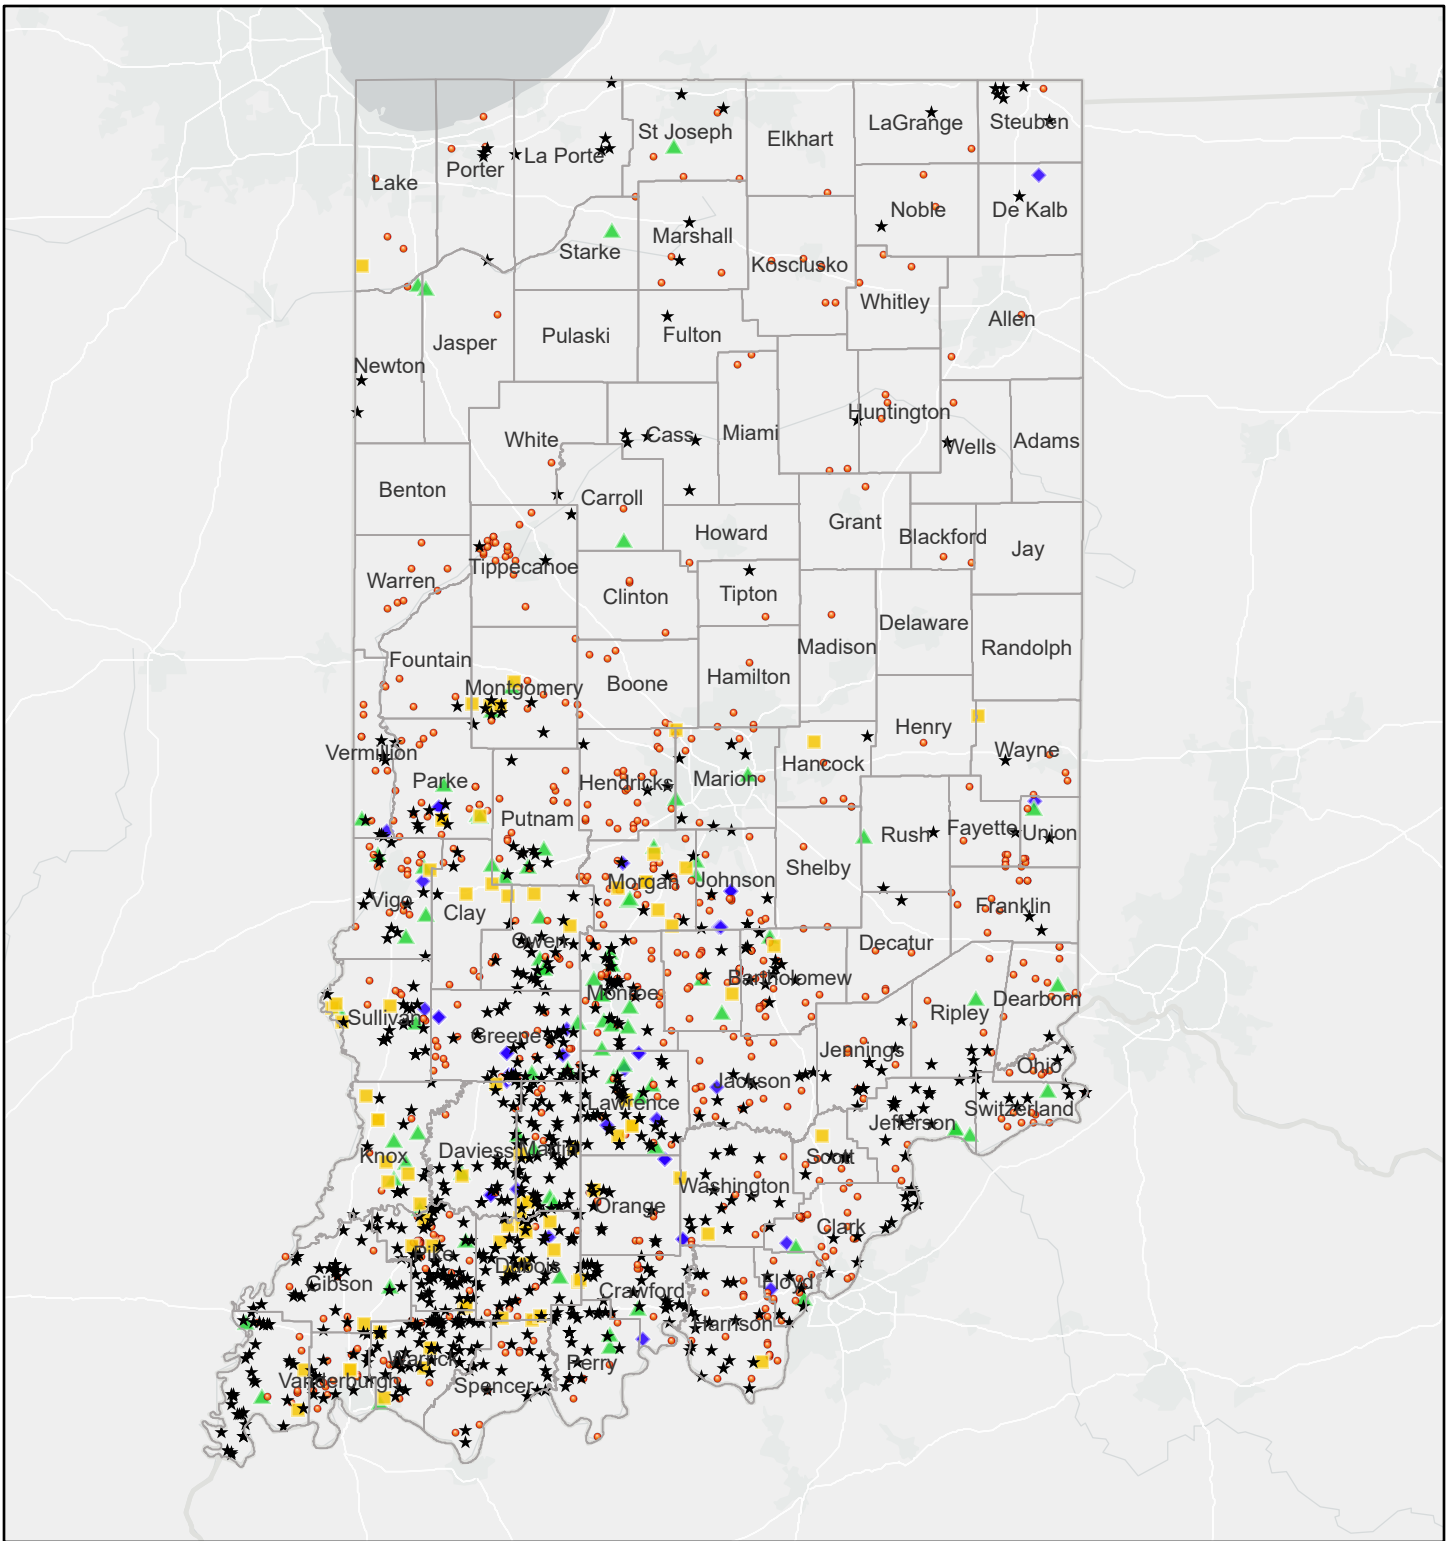 St Joseph
Elkhart
LaGrange
Steuben
Porter
La Porte
Lake
Noble
De Kalb
Starke
Marshall
Kosciusko
Whitley
Allen
Jasper
Pulaski
Fulton
Newton
White
Cass
Miami
Huntington
Wells
Adams
Benton
Carroll
Howard
Grant
Blackford
Jay
Warren
Tippecanoe
Clinton
Tipton
Madison
Delaware
Randolph
Fountain
Montgomery
Boone
Hamilton
Henry
Wayne
Vermillion
Parke
Hendricks
Marion
Hancock
Putnam
Rush
Fayette
Union
Vigo
Clay
Morgan
Johnson
Shelby
Franklin
Owen
Decatur
Monroe
Bartholomew
Sullivan
Greene
Ripley
Dearborn
Jennings
Ohio
Jackson
Lawrence
Jefferson
Switzerland
Knox
Daviess
Martin
Scott
Orange
Washington
Clark
Gibson
Pike
Dubois
Crawford
Floyd
Harrison
Warrick
Perry
Vanderburgh
Spencer